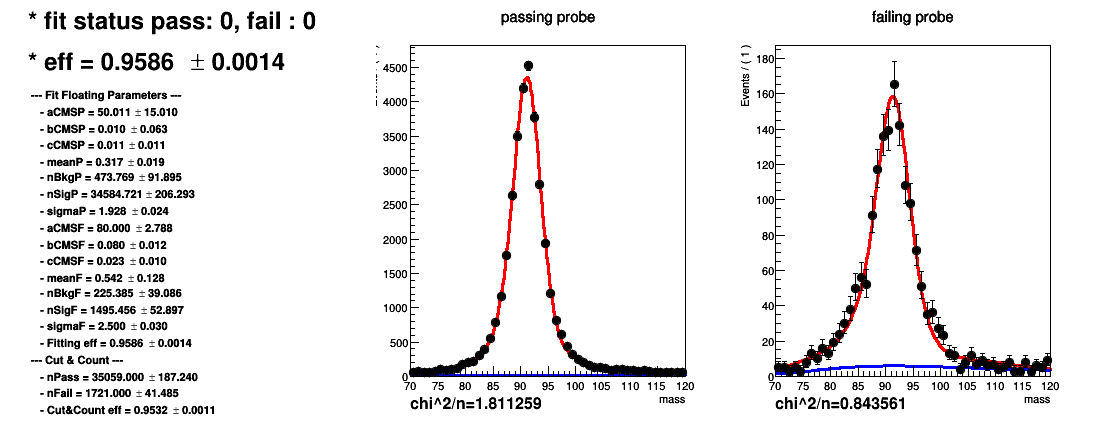 * fit status pass: 0, fail : 0
* eff = 0.9586 ± 0.0014
--- Fit Floating Parameters ---
- aCMSP = 50.011 ± 15.010
- bCMSP = 0.010 ± 0.063
- cCMSP = 0.011 ± 0.011
- meanP = 0.317 ± 0.019
- nBkgP = 473.769 ± 91.895
- nSigP = 34584.721 ± 206.293
- sigmaP = 1.928 ± 0.024
- aCMSF = 80.000 ± 2.788
- bCMSF = 0.080 ± 0.012
- cCMSF = 0.023 ± 0.010
- meanF = 0.542 ± 0.128
- nBkgF = 225.385 ± 39.086
- nSigF = 1495.456 ± 52.897
- sigmaF = 2.500 ± 0.030
- Fitting eff = 0.9586 ± 0.0014
--- Cut & Count ---
- nPass = 35059.000 ± 187.240
- nFail = 1721.000 ± 41.485
- Cut&Count eff = 0.9532 ± 0.0011
passing probe
4500
4000
3500
3000
2500
2000
1500
1000
500
0
70 75 80 85 90 95 100 105 110 115 120
mass
chi^2/n=1.811259
failing probe
Events / ( 1 )
180
160
140
120
100
80
60
40
20
0
70 75 80 85 90 95 100 105 110 115 120
mass
chi^2/n=0.843561